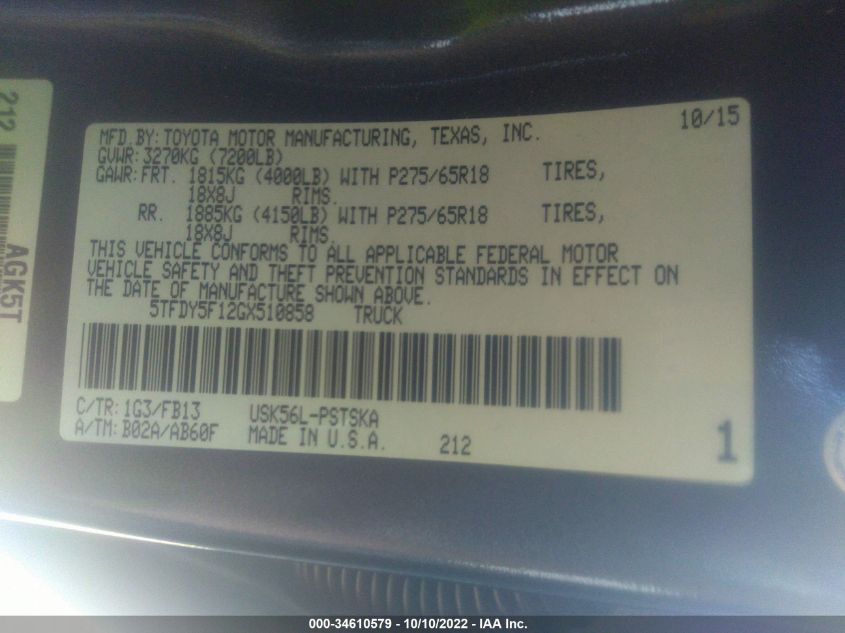 10/15
MFD.BY: TOYOTA MOTOR MANUFACTURING, TEXAS, INC.
GVWR: 3270KG (7200LB)
GAWR: FRT. 1815KG (4000LB) WITH P275/65R18 TIRES,
18X8J RIMS.
RR. 1885KG (4150LB) WITH P275/65R18 TIRES,
18X8J RIMS.
THIS VEHICLE CONFORMS TO ALL APPLICABLE FEDERAL MOTOR
VEHICLE SAFETY AND THEFT PREVENTION STANDARDS IN EFFECT ON
THE DATE OF MANUFACTURE SHOWN ABOVE.
5TFDY5F12GX510858 TRUCK
C/TR: 1G3/FB13 USK56L-PSTSKA
A/TM: B02A/AB60F MADE IN U.S.A. 212
1
212
AGK5T
000-34610579 - 10/10/2022 - IAA Inc.